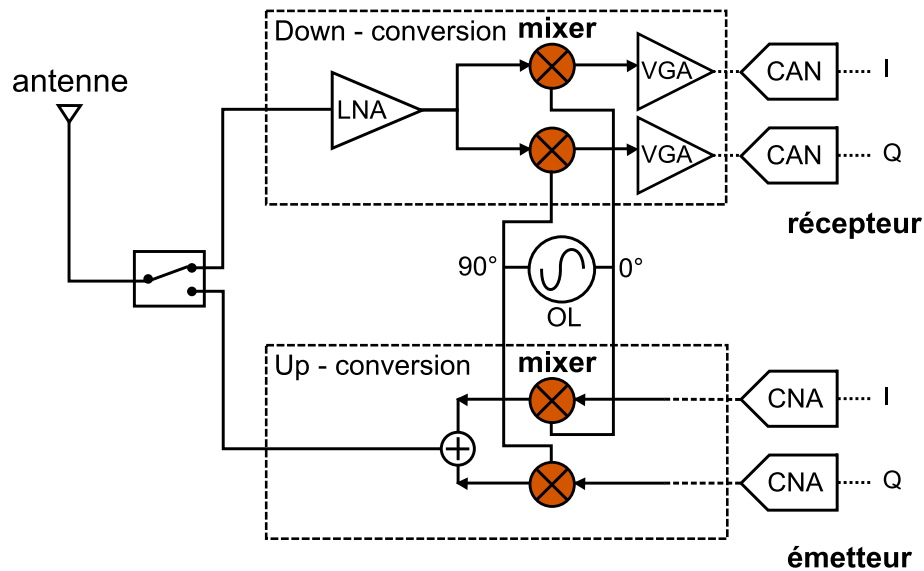 Down - conversion
mixer
antenne
LNA
VGA
CAN
I
VGA
CAN
Q
récepteur
90°
0°
OL
Up - conversion
mixer
CNA
I
CNA
Q
émetteur